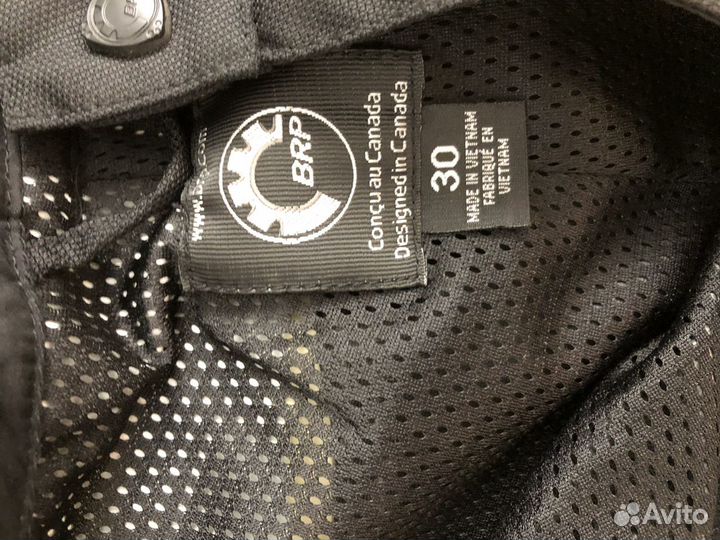 BRP
Conçu au Canada
Designed in Canada
30
MADE IN VIETNAM
FABRIQUÉ EN
VIETNAM
Avito